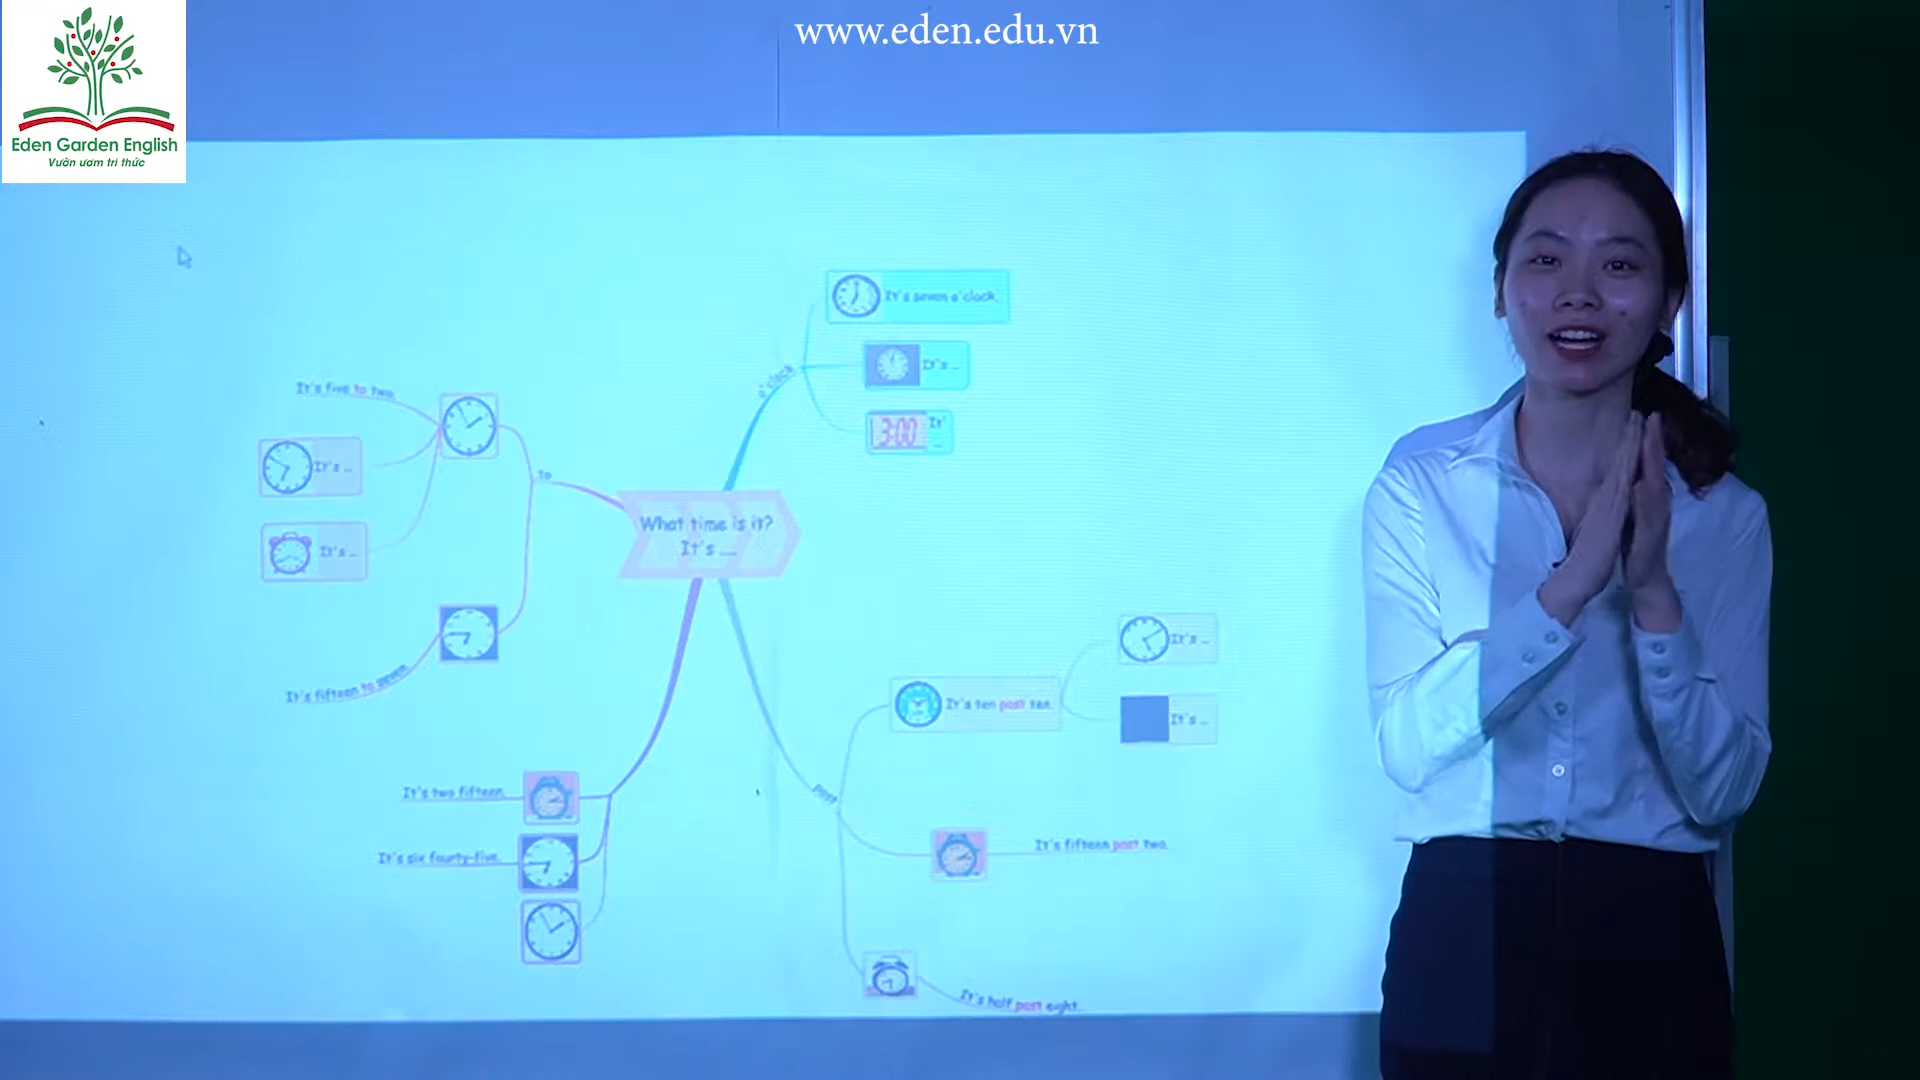 www.eden.edu.vn
Eden Garden English
Vườn ươm tri thức
It's seven o'clock.
o'clock
It's ...
3:00
It'
...
It's five to two.
It's ...
to
It's ...
What time is it?
It's ....
It's fifteen to seven.
It's ...
It's ten past ten.
It's ...
past
It's two fifteen.
It's fifteen past two.
It's six fourty-five.
It's half past eight.